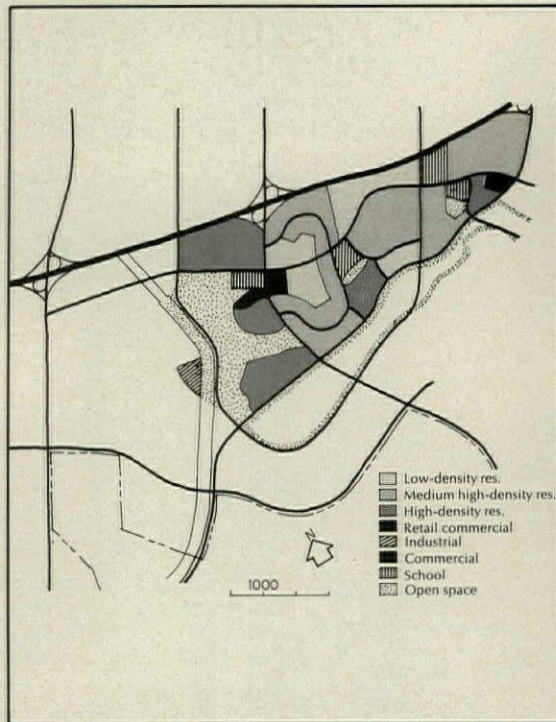 Low-density res.
Medium high-density res.
High-density res.
Retail commercial
Industrial
Commercial
School
Open space
N
1000